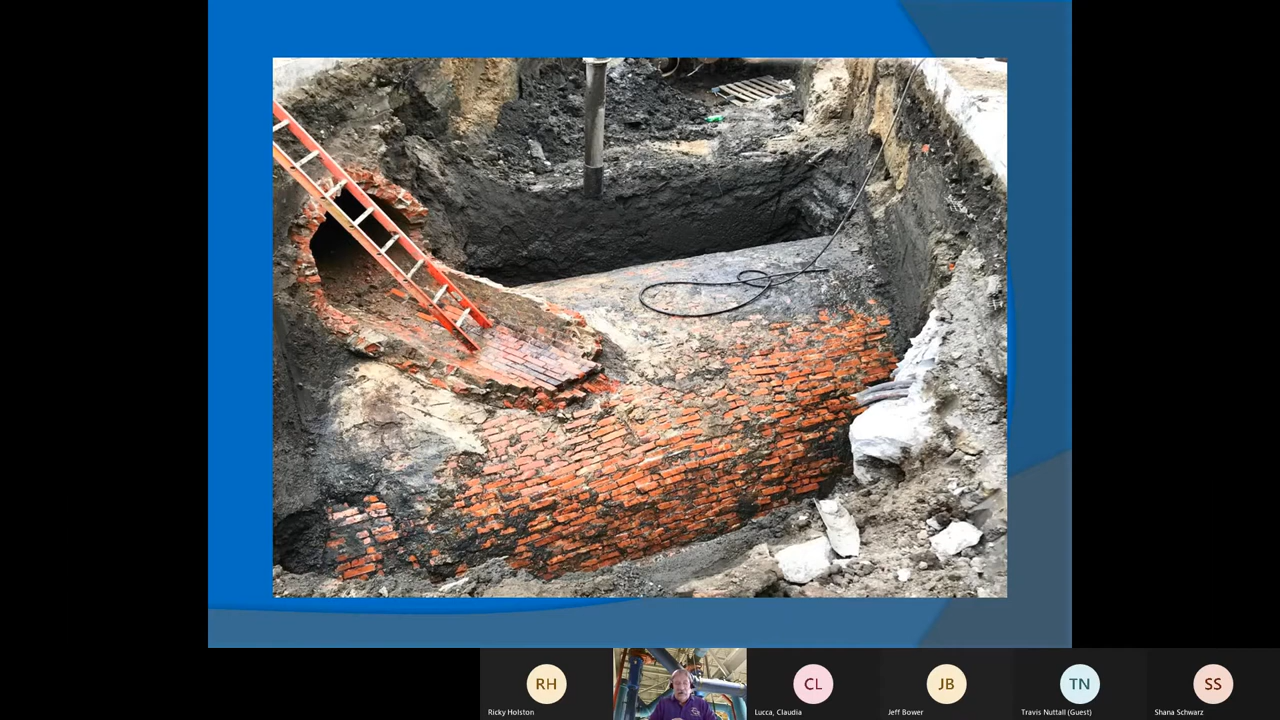 RH
CL
JB
TN
SS
Ricky Holston
Lucca, Claudia
Jeff Bower
Travis Nuttall (Guest)
Shana Schwarz